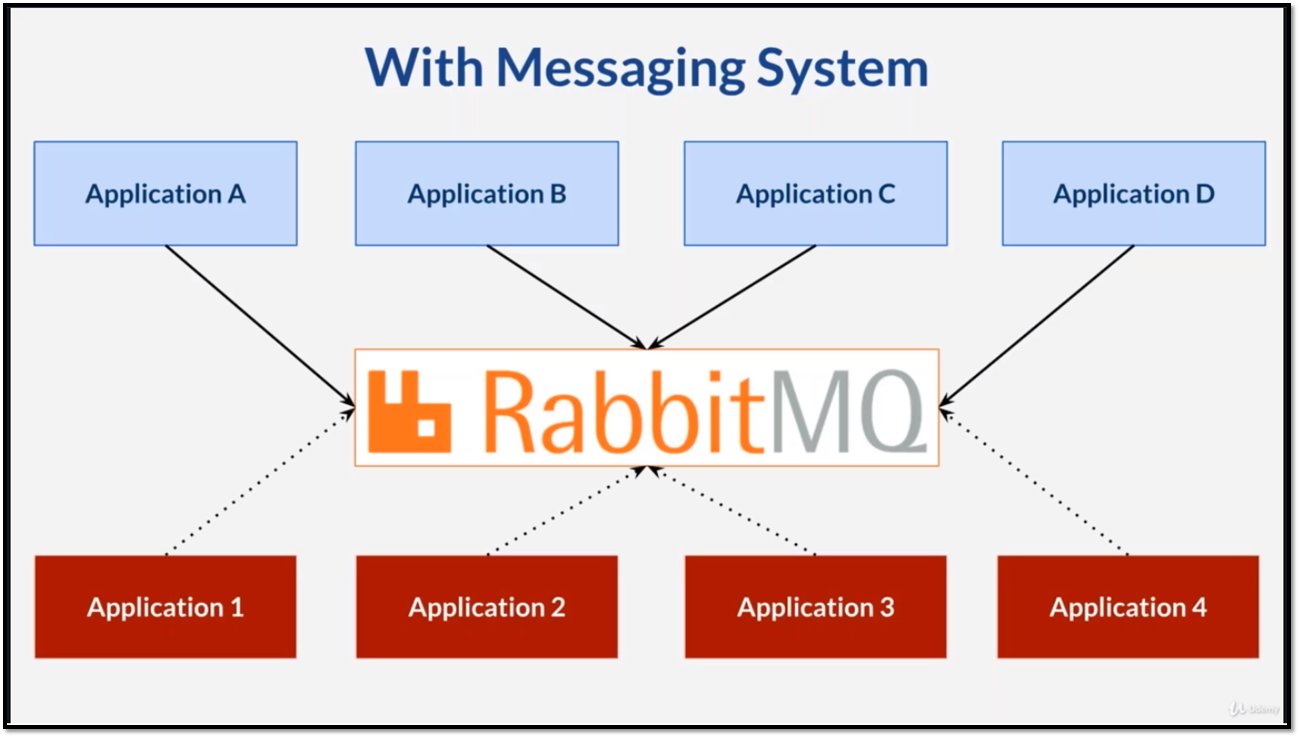 With Messaging System
Application A
Application B
Application C
Application D
RabbitMQ
Application 1
Application 2
Application 3
Application 4
Udemy